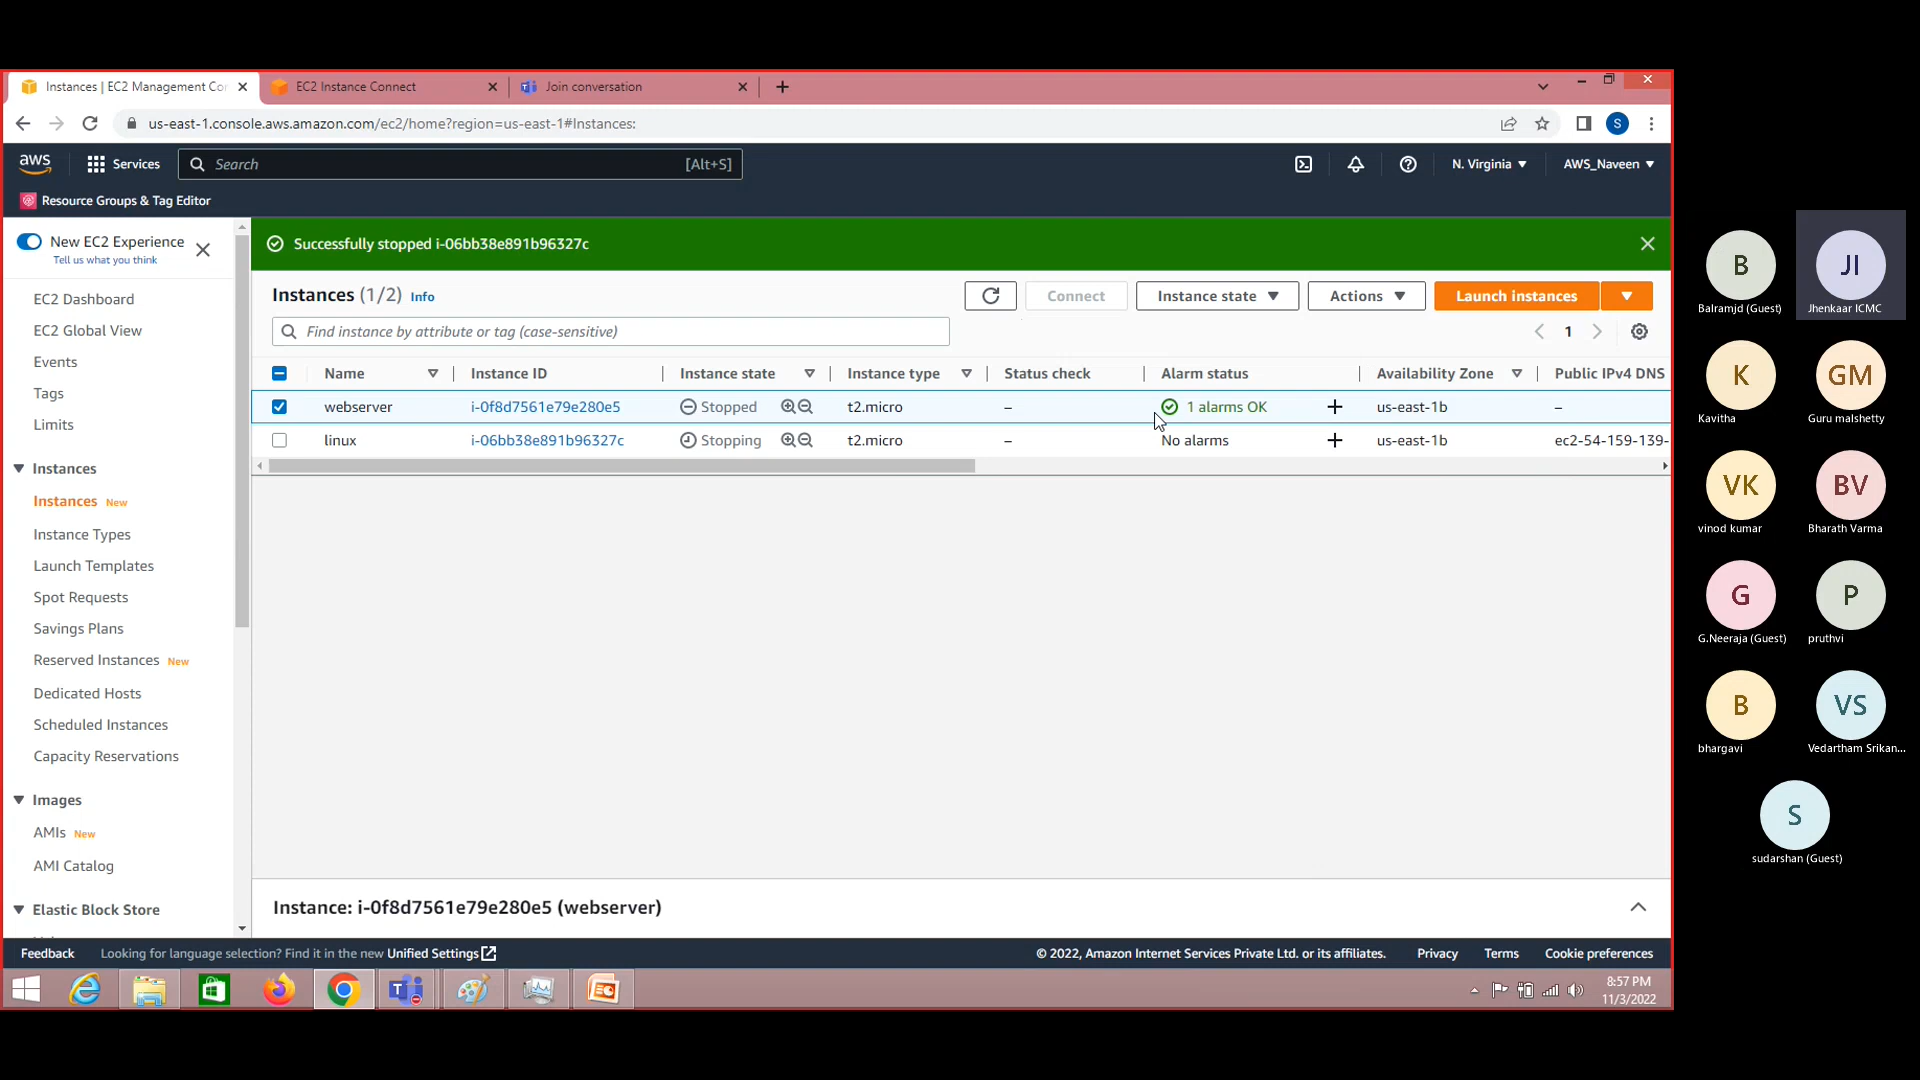 Instances | EC2 Management Con
EC2 Instance Connect
Join conversation
us-east-1.console.aws.amazon.com/ec2/home?region=us-east-1#Instances:
S
aws
Services
Search
[Alt+S]
N. Virginia
AWS_Naveen
Resource Groups & Tag Editor
New EC2 Experience
Tell us what you think
EC2 Dashboard
EC2 Global View
Events
Tags
Limits
Instances
Instances New
Instance Types
Launch Templates
Spot Requests
Savings Plans
Reserved Instances New
Dedicated Hosts
Scheduled Instances
Capacity Reservations
Images
AMIs New
AMI Catalog
Elastic Block Store
Successfully stopped i-06bb38e891b96327c
Instances (1/2) Info
Connect
Instance state
Actions
Launch instances
Find instance by attribute or tag (case-sensitive)
1
Name Instance ID Instance state Instance type Status check Alarm status Availability Zone Public IPv4 DNS
webserver i-0f8d7561e79e280e5 Stopped t2.micro – 1 alarms OK us-east-1b –
linux i-06bb38e891b96327c Stopping t2.micro – No alarms us-east-1b ec2-54-159-139-
Instance: i-0f8d7561e79e280e5 (webserver)
Feedback
Looking for language selection? Find it in the new Unified Settings
© 2022, Amazon Internet Services Private Ltd. or its affiliates.
Privacy
Terms
Cookie preferences
8:57 PM
11/3/2022
B
Balramjd (Guest)
JI
Jhenkaar ICMC
K
Kavitha
GM
Guru malshetty
VK
vinod kumar
BV
Bharath Varma
G
G.Neeraja (Guest)
P
pruthvi
B
bhargavi
VS
Vedartham Srikan...
S
sudarshan (Guest)